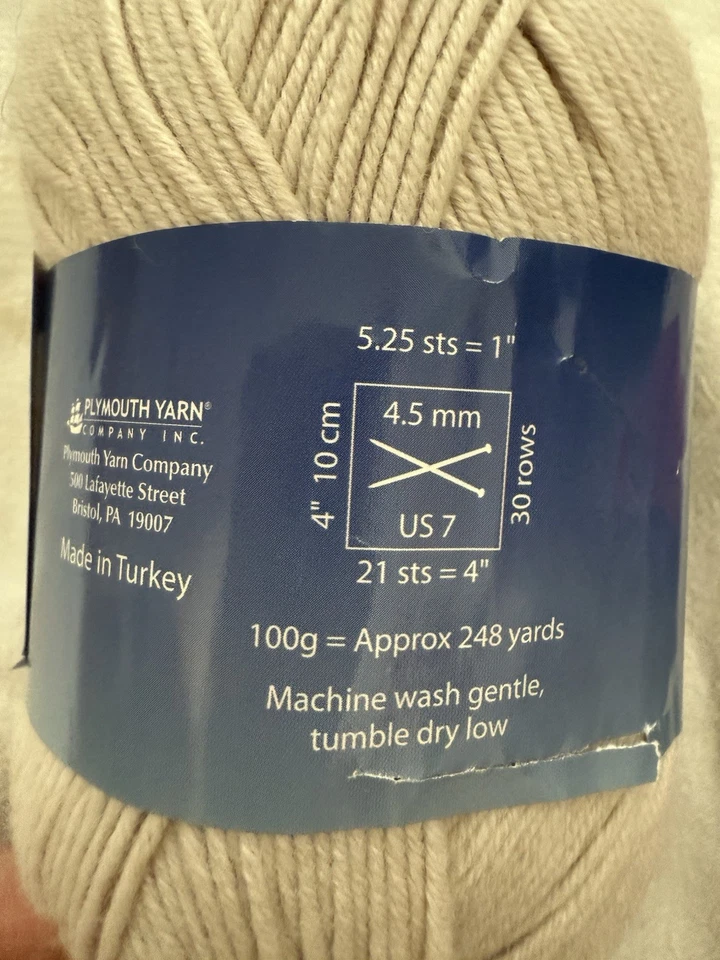 PLYMOUTH YARN®
COMPANY INC.
Plymouth Yarn Company
500 Lafayette Street
Bristol, PA 19007
Made in Turkey
5.25 sts = 1"
4" 10 cm
4.5 mm
US 7
30 rows
21 sts = 4"
100g = Approx 248 yards
Machine wash gentle,
tumble dry low